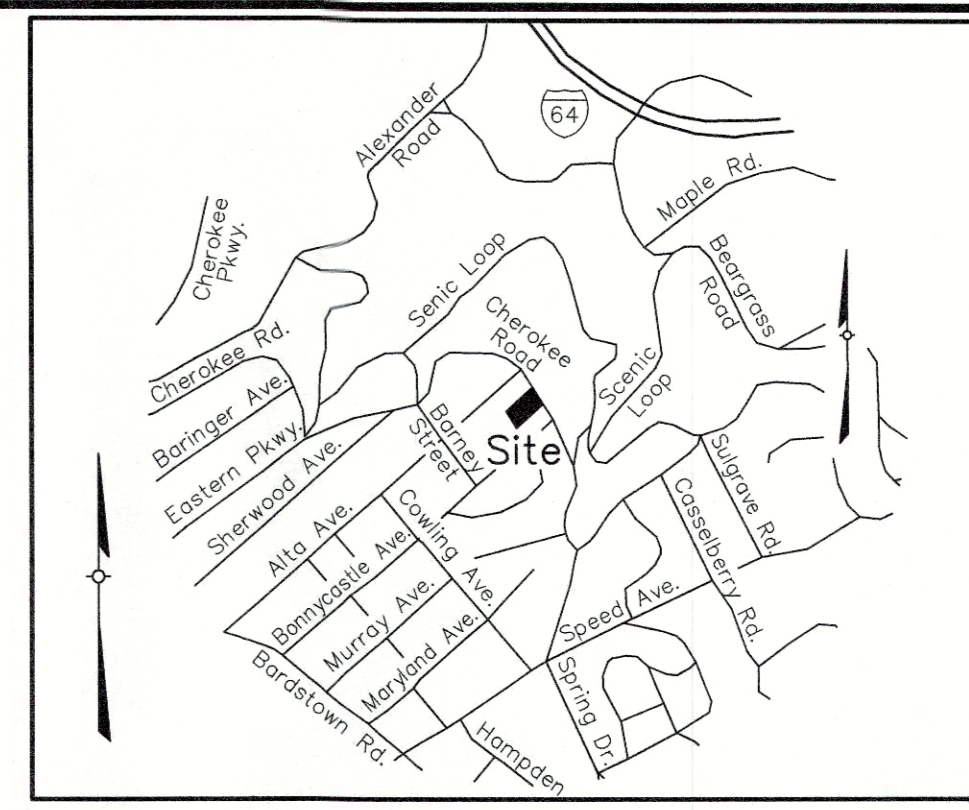 64
Alexander
Road
Maple Rd.
Cherokee
Pkwy.
Beargrass
Road
Senic Loop
Cherokee
Road
Cherokee Rd.
Scenic
Loop
Baringer Ave.
Barney
Street
Site
Eastern Pkwy.
Sherwood Ave.
Sulgrave Rd.
Casselberry Rd.
Alta Ave.
Cowling Ave.
Bonnycastle Ave.
Murray Ave.
Maryland Ave.
Speed Ave.
Bardstown Rd.
Spring Dr.
Hampden